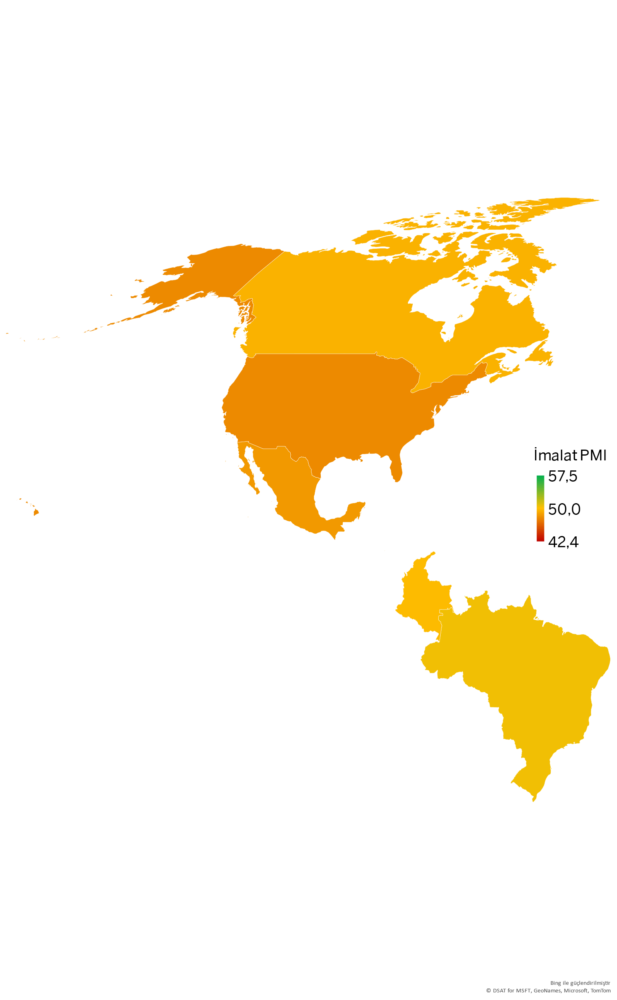 İmalat PMI
57,5
50,0
42,4
Bing ile güçlendirilmiştir
© DSAT for MSFT, GeoNames, Microsoft, TomTom